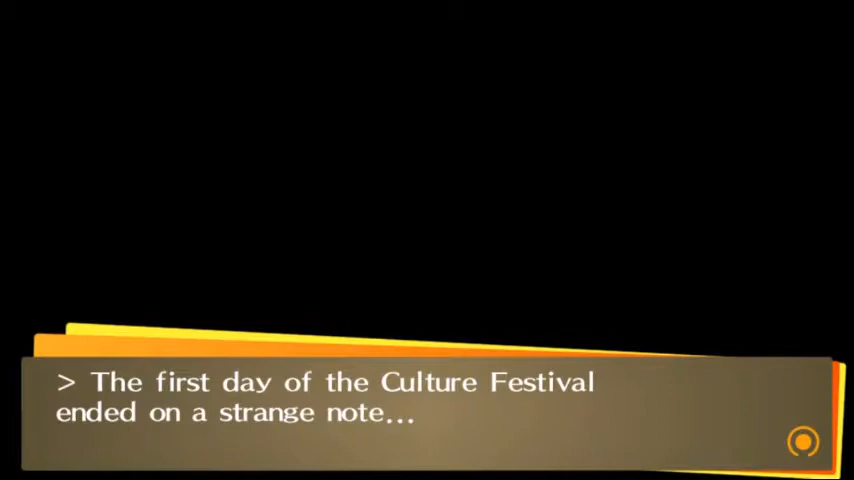 > The first day of the Culture Festival
ended on a strange note...